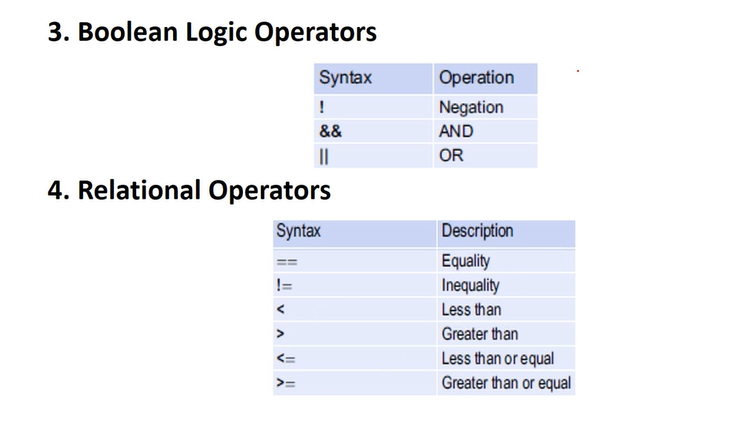 3. Boolean Logic Operators
Syntax Operation
! Negation
&& AND
|| OR
4. Relational Operators
Syntax Description
== Equality
!= Inequality
< Less than
> Greater than
<= Less than or equal
>= Greater than or equal